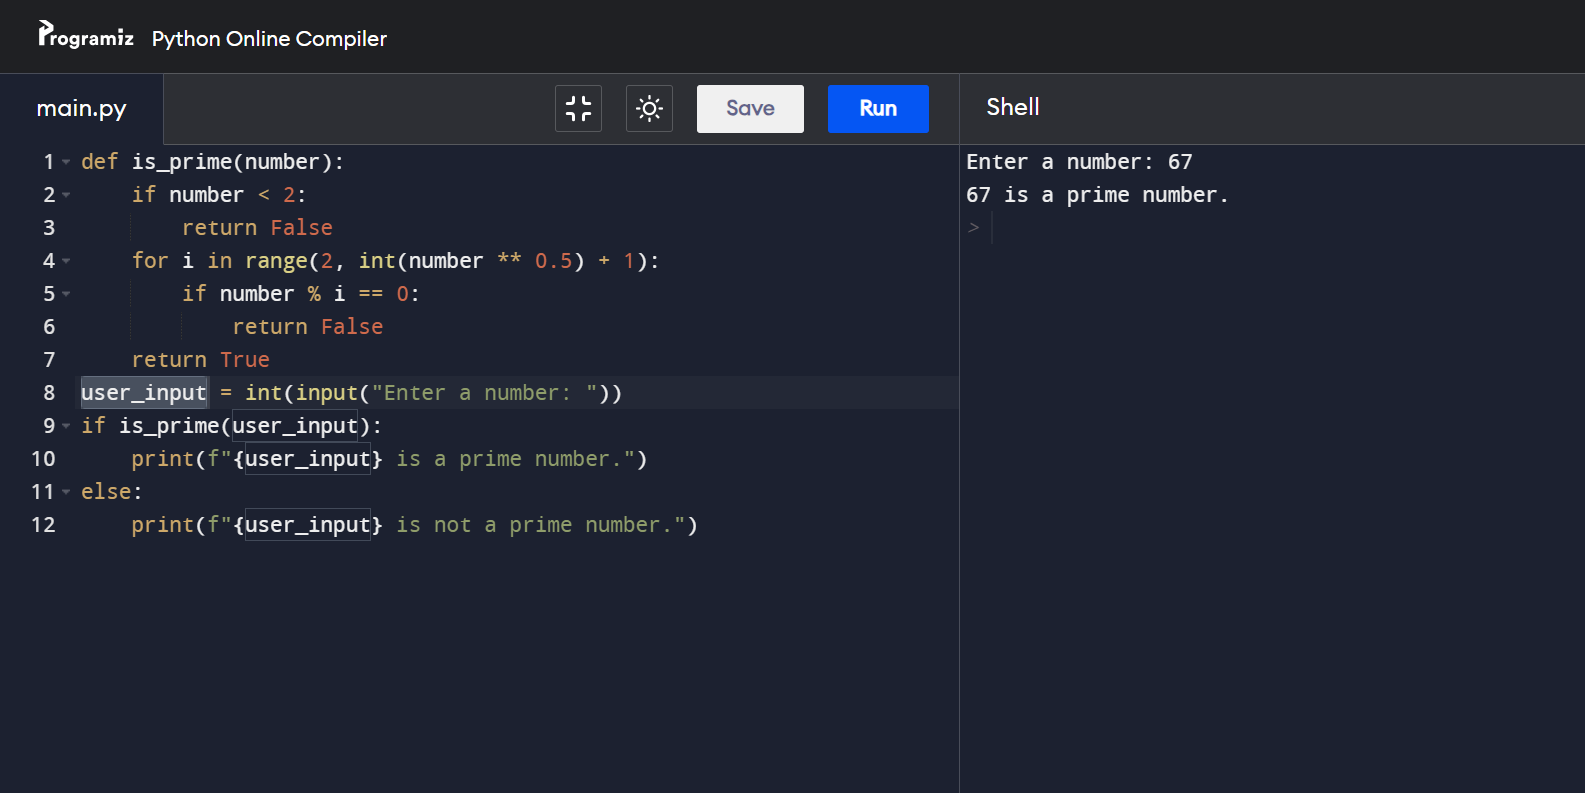 Programiz Python Online Compiler
main.py
Save
Run
Shell
1 def is_prime(number):
2     if number < 2:
3         return False
4     for i in range(2, int(number ** 0.5) + 1):
5         if number % i == 0:
6             return False
7     return True
8 user_input = int(input("Enter a number: "))
9 if is_prime(user_input):
10     print(f"{user_input} is a prime number.")
11 else:
12     print(f"{user_input} is not a prime number.")
Enter a number: 67
67 is a prime number.
>